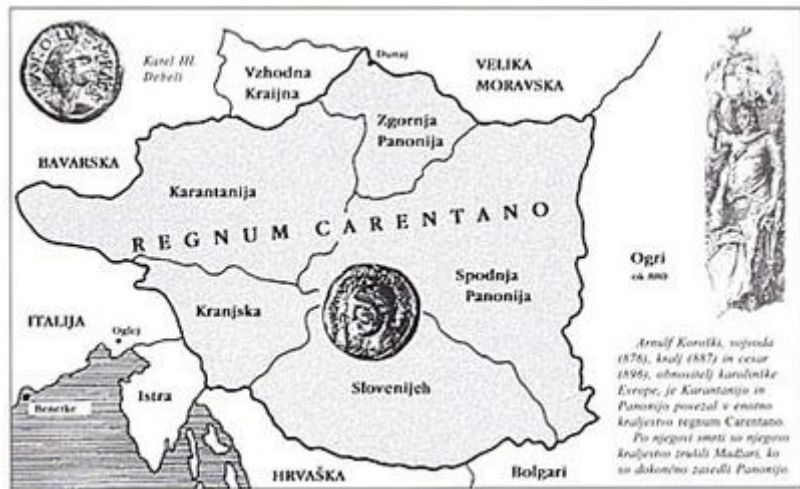 Karel III.
Debeli
Vzhodna
Kraijna
Dunaj
VELIKA
MORAVSKA
Zgornja
Panonija
BAVARSKA
Karantanija
REGNUM CARENTANO
Ogri
ok 880
Spodnja
Panonija
Kranjska
ITALIJA
Oglej
Istra
Benetke
Slovenijeh
HRVAŠKA
Bolgari
Arnulf Koroški, vojvoda
(876), kralj (887) in cesar
(896), obnovitelj karolinške
Evrope, je Karantanijo in
Panonijo povezal v enotno
kraljestvo regnum Carentano.
Po njegovi smrti so njegovo
kraljestvo zrušili Madžari, ko
so dokončno zasedli Panonijo.